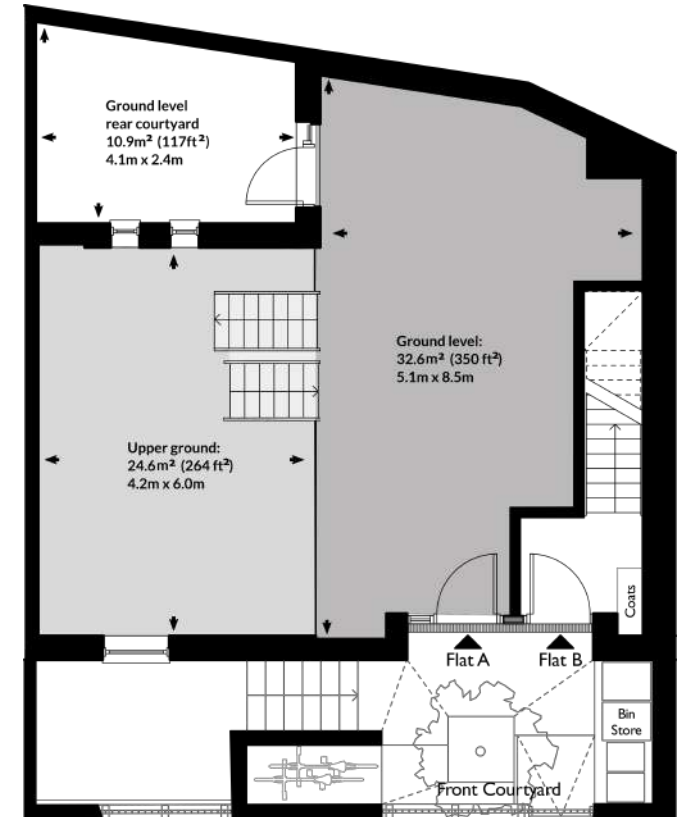 Ground level
rear courtyard
10.9m² (117ft²)
4.1m x 2.4m
Ground level:
32.6m² (350 ft²)
5.1m x 8.5m
Upper ground:
24.6m² (264 ft²)
4.2m x 6.0m
Coats
Flat A
Flat B
Bin
Store
Front Courtyard